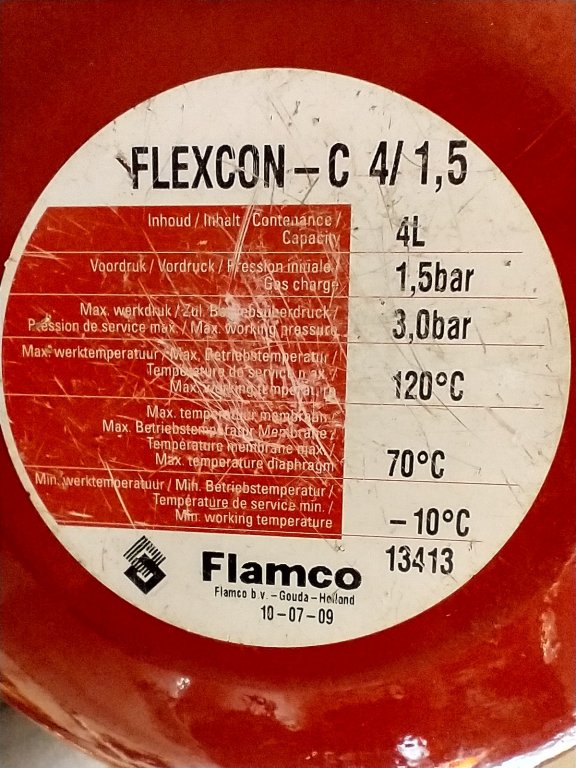 FLEXCON – C 4/1,5
Inhoud / Inhalt / Contenance /
Capacity
4L
Voordruk / Vordruck / Pression initiale /
Gas charge
1,5bar
Max. werkdruk / Zul. Betriebsüberdruck /
Pression de service max. / Max. working pressure
3,0bar
Max. werktemperatuur / Max. Betriebstemperatur /
Température de service max. /
Max. working temperature
120°C
Max. temperatuur membraan /
Max. Betriebstemperatur Membrane /
Température membrane max. /
Max. temperature diaphragm
70°C
Min. werktemperatuur / Min. Betriebstemperatur /
Température de service min. /
Min. working temperature
– 10°C
13413
Flamco
Flamco b.v. – Gouda – Holland
10-07-09